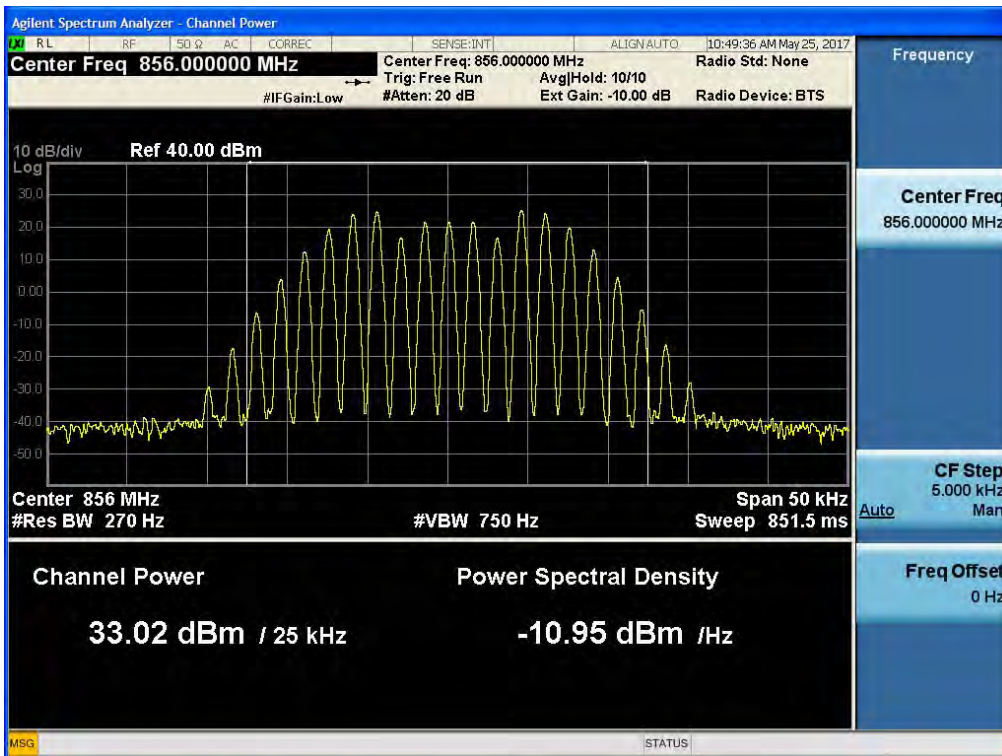 Agilent Spectrum Analyzer - Channel Power
LXI RL RF 50 Ω AC CORREC SENSE:INT ALIGN AUTO 10:49:36 AM May 25, 2017
Center Freq 856.000000 MHz
Center Freq: 856.000000 MHz Radio Std: None
Trig: Free Run Avg|Hold: 10/10
#IFGain:Low #Atten: 20 dB Ext Gain: -10.00 dB Radio Device: BTS
10 dB/div Ref 40.00 dBm
Log
30.0
20.0
10.0
0.00
-10.0
-20.0
-30.0
-40.0
-50.0
Center 856 MHz Span 50 kHz
#Res BW 270 Hz #VBW 750 Hz Sweep 851.5 ms
Channel Power Power Spectral Density
33.02 dBm / 25 kHz -10.95 dBm /Hz
MSG STATUS
Frequency
Center Freq
856.000000 MHz
CF Step
5.000 kHz
Auto Man
Freq Offset
0 Hz